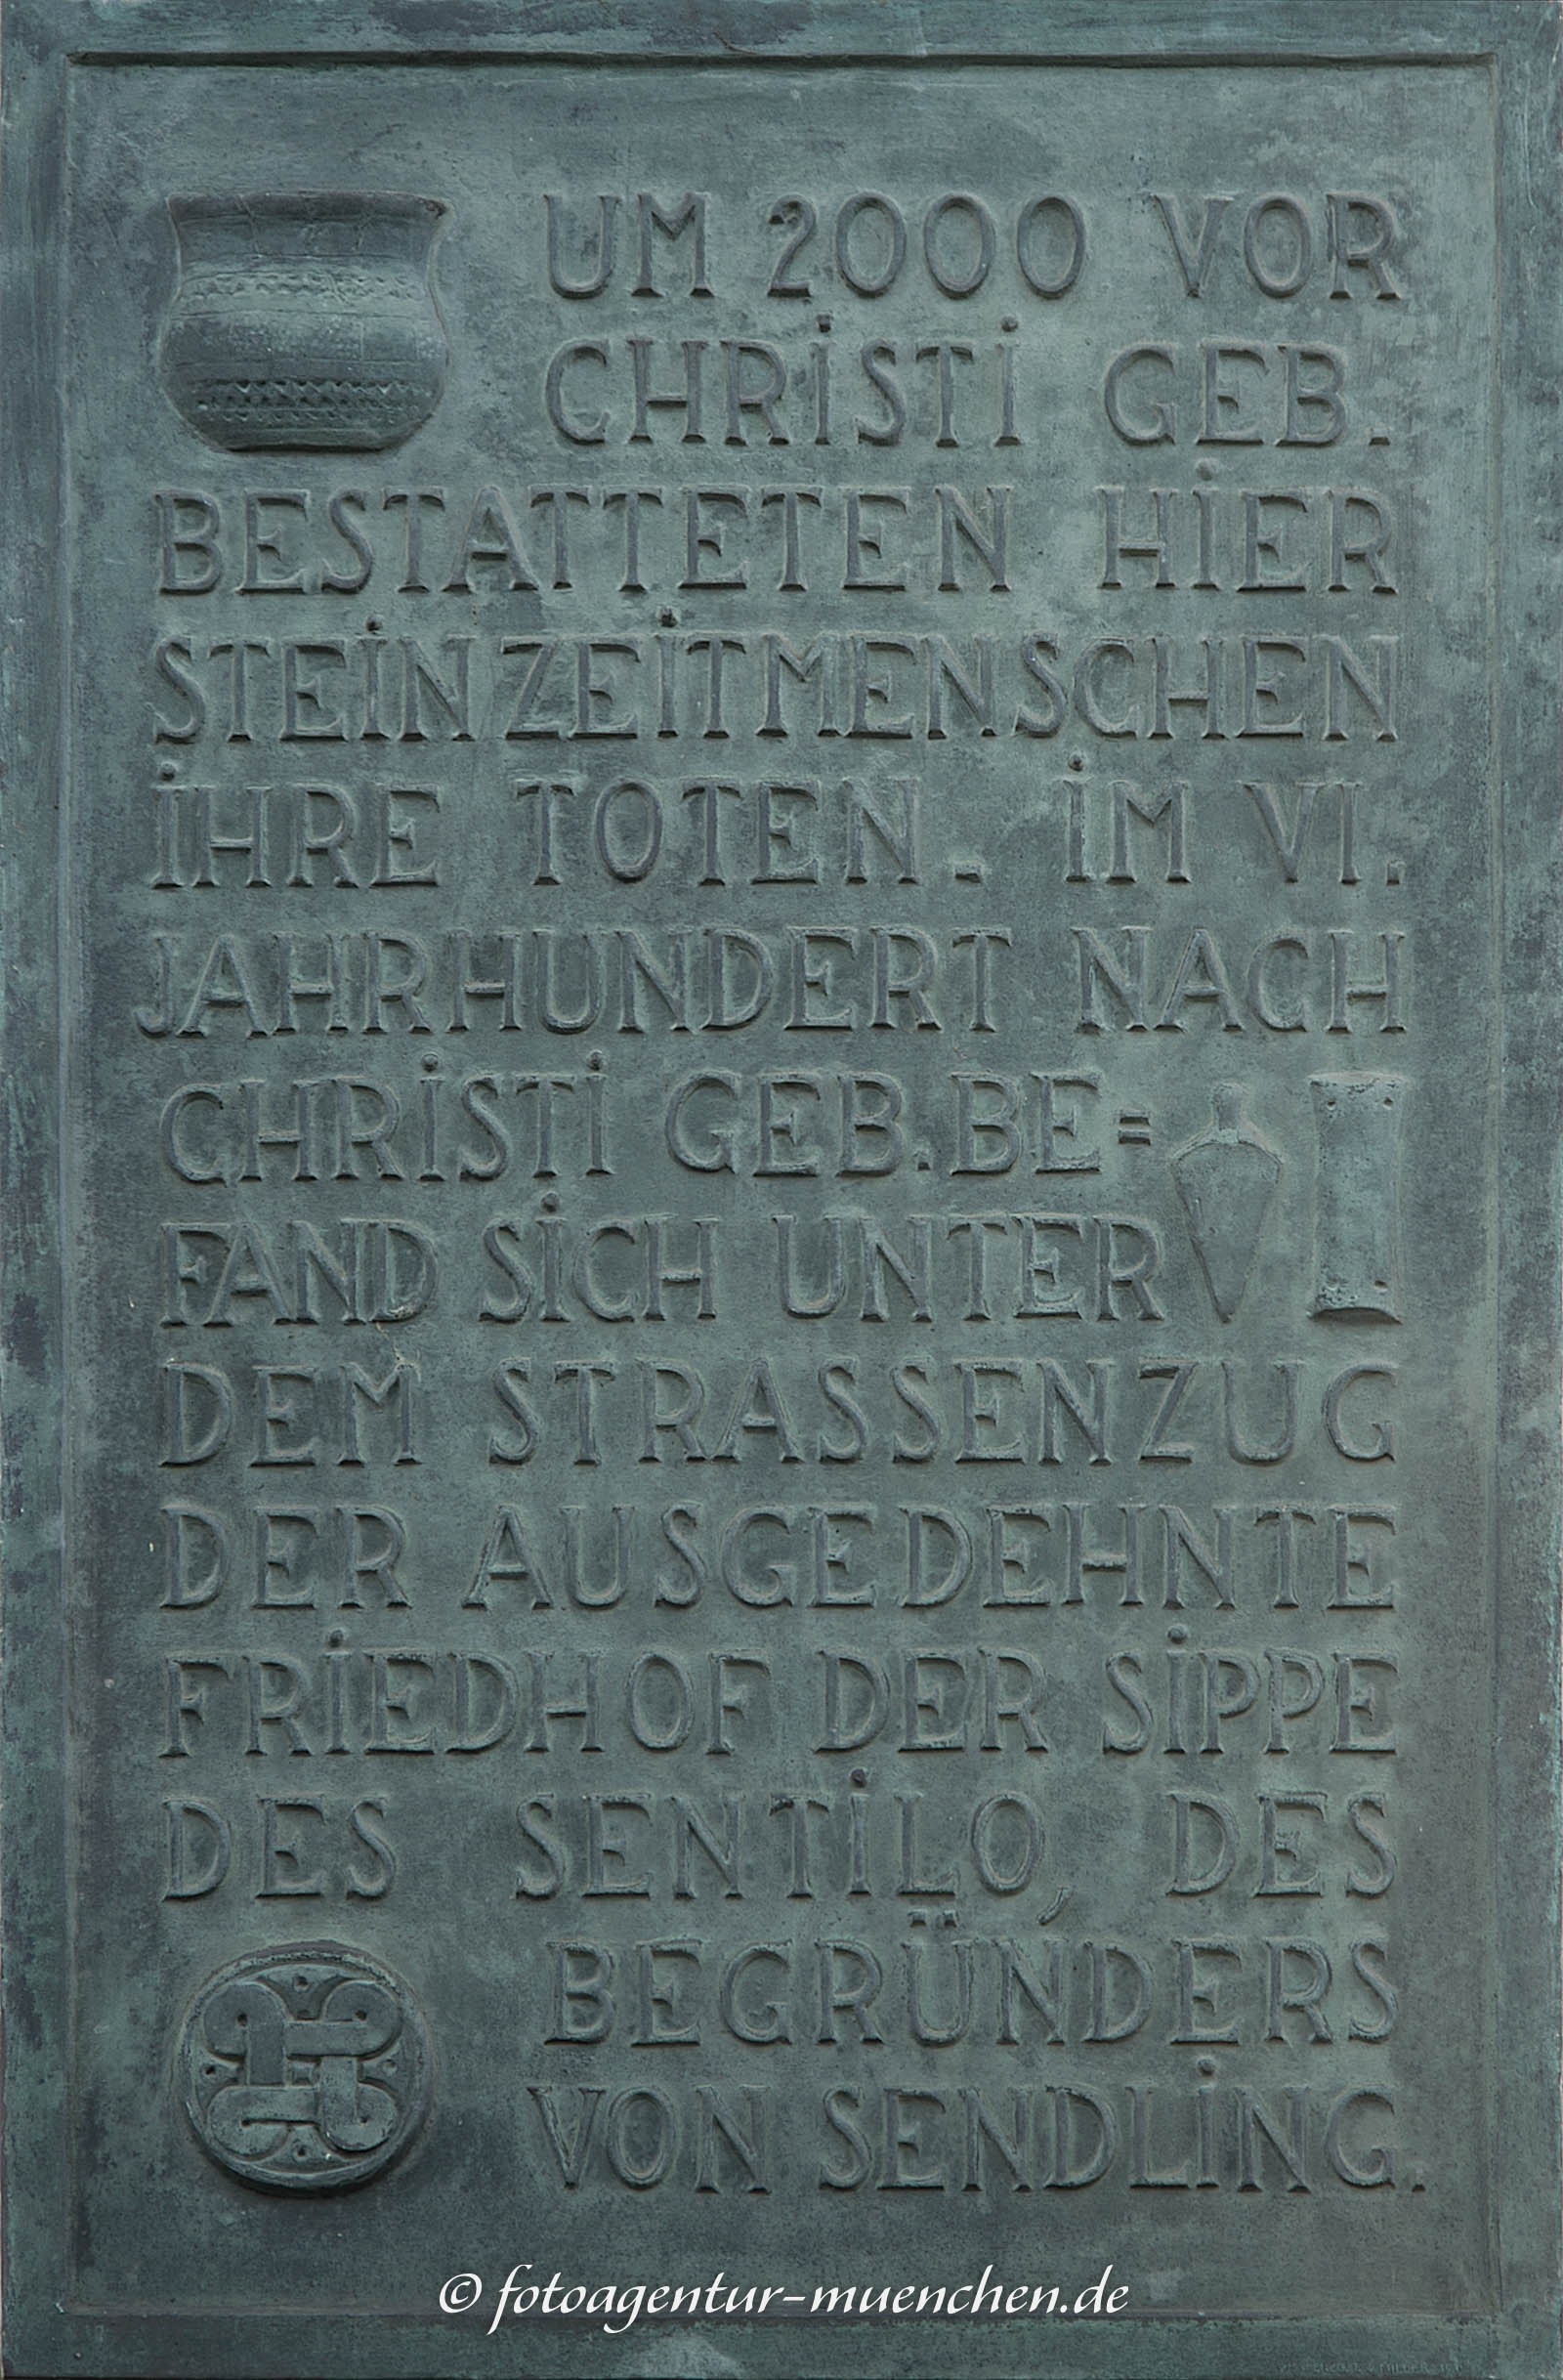 UM 2000 VOR
CHRiSTi GEB.
BESTATTETEN HiER
STEiNZEiTMENSCHEN
iHRE TOTEN. iM VI.
JAHRHUNDERT NACH
CHRiSTi GEB. BE=
FAND SiCH UNTER
DEM STRASSENZUG
DER AUSGEDEHNTE
FRiEDHOF DER SiPPE
DES SENTiLO, DES
BEGRÜNDERS
VON SENDLiNG.
© fotoagentur-muenchen.de